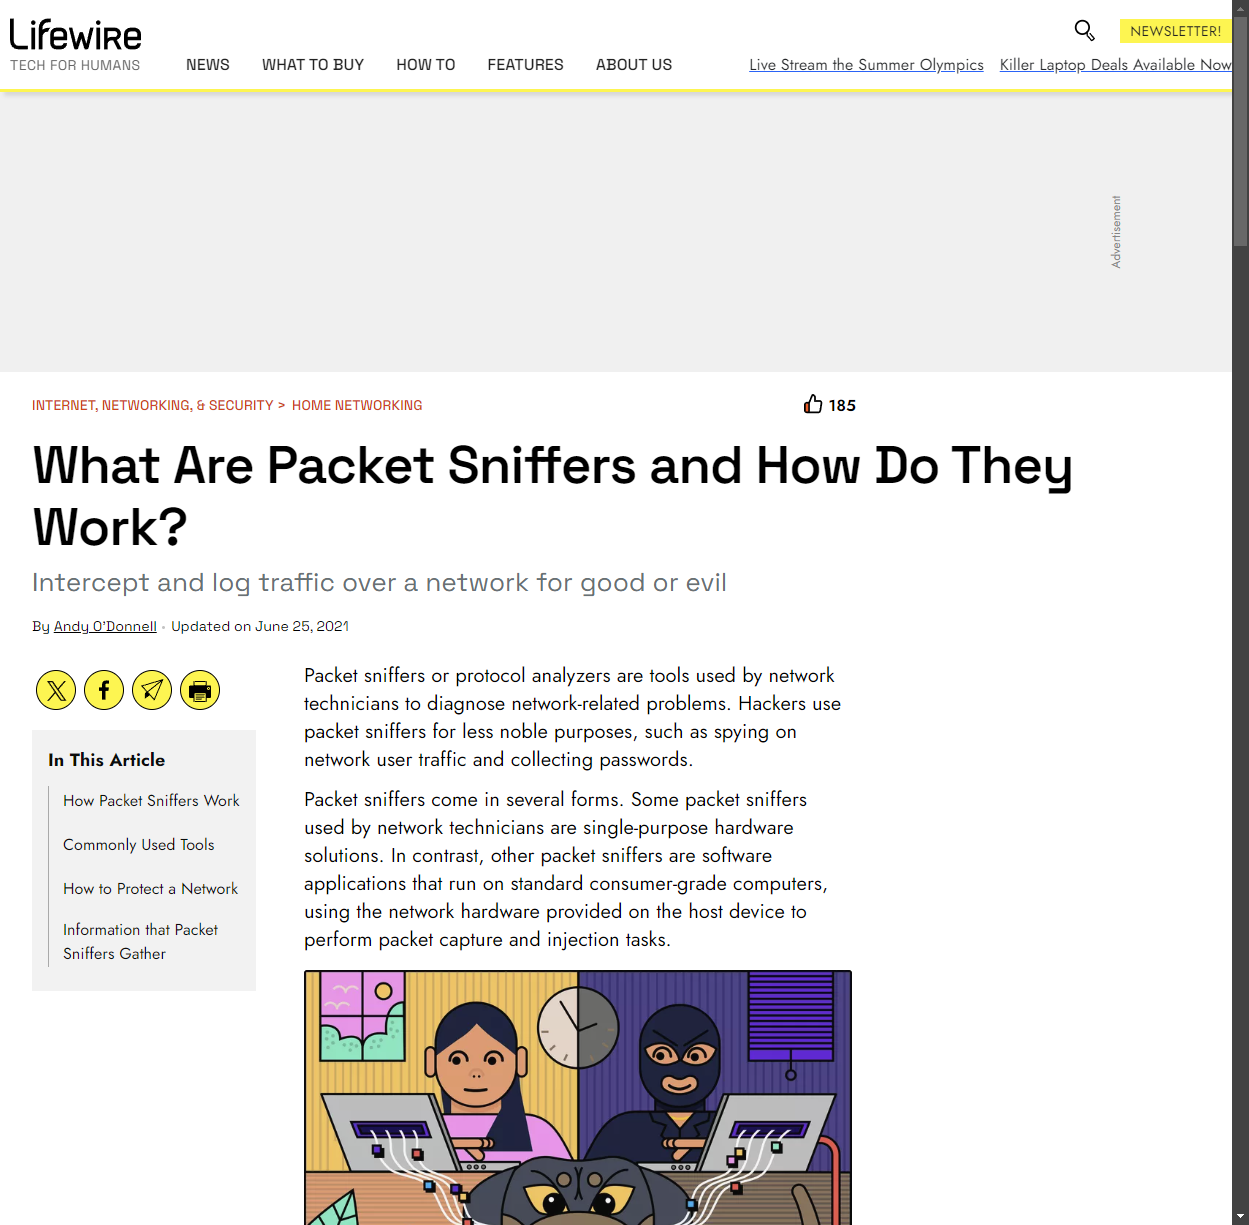 Lifewire
TECH FOR HUMANS
NEWS
WHAT TO BUY
HOW TO
FEATURES
ABOUT US
NEWSLETTER!
Live Stream the Summer Olympics
Killer Laptop Deals Available Now
Advertisement
INTERNET, NETWORKING, & SECURITY > HOME NETWORKING
185
What Are Packet Sniffers and How Do They
Work?
Intercept and log traffic over a network for good or evil
By Andy O'Donnell • Updated on June 25, 2021
In This Article
How Packet Sniffers Work
Commonly Used Tools
How to Protect a Network
Information that Packet
Sniffers Gather
Packet sniffers or protocol analyzers are tools used by network
technicians to diagnose network-related problems. Hackers use
packet sniffers for less noble purposes, such as spying on
network user traffic and collecting passwords.
Packet sniffers come in several forms. Some packet sniffers
used by network technicians are single-purpose hardware
solutions. In contrast, other packet sniffers are software
applications that run on standard consumer-grade computers,
using the network hardware provided on the host device to
perform packet capture and injection tasks.